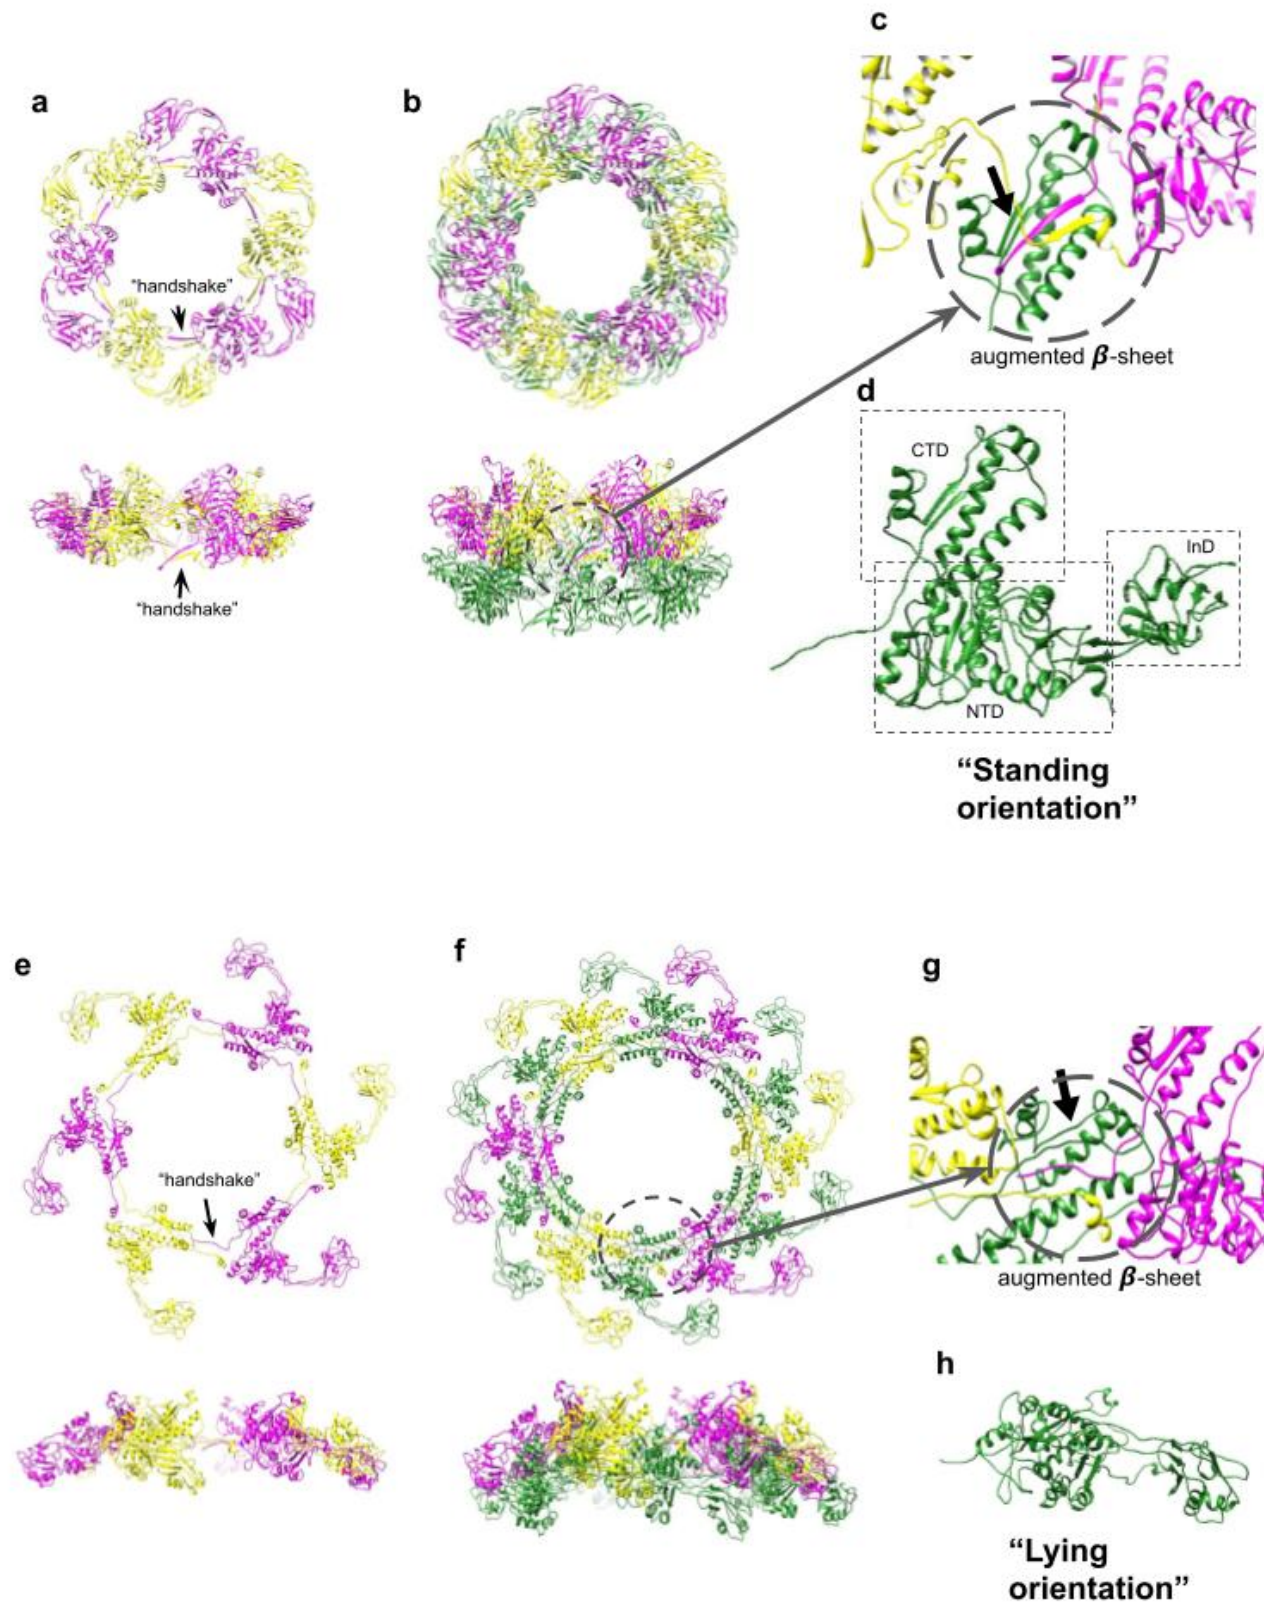 c
a
b
"handshake"
augmented β-sheet
d
CTD
InD
"handshake"
NTD
"Standing
orientation"
e
f
g
"handshake"
augmented β-sheet
h
"Lying
orientation"